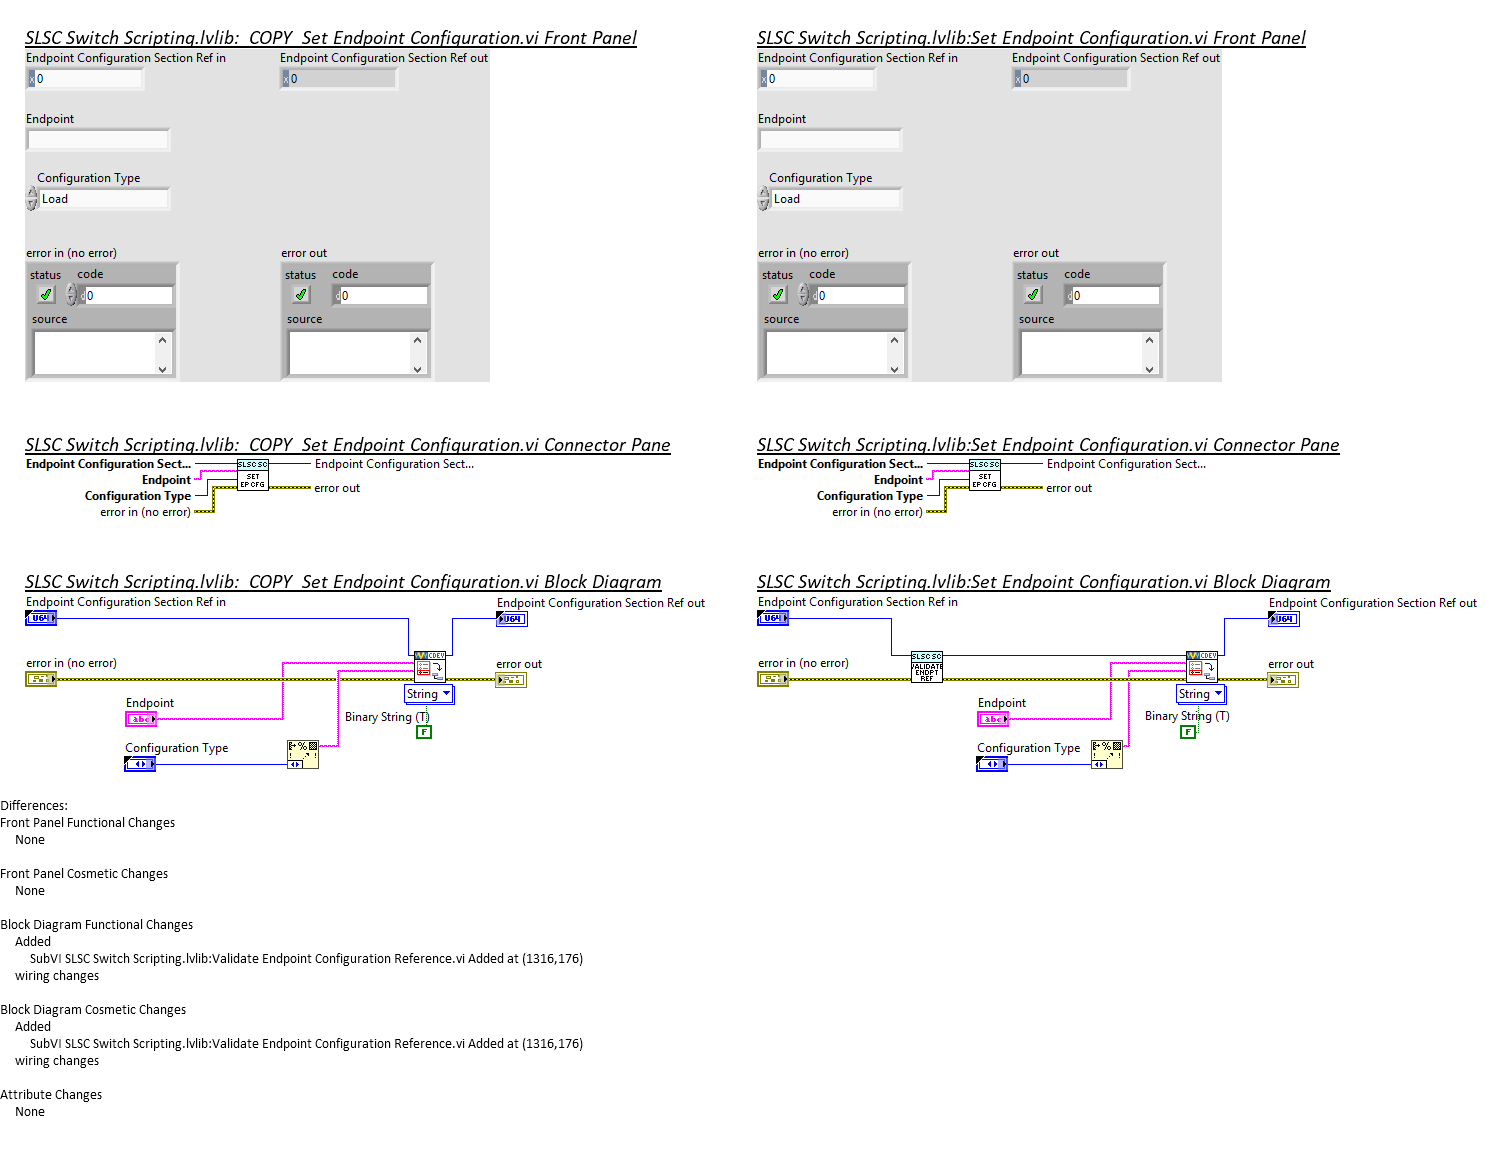 SLSC Switch Scripting.lvlib:_COPY_Set Endpoint Configuration.vi Front Panel
Endpoint Configuration Section Ref in
Endpoint Configuration Section Ref out
x 0
x 0
Endpoint
Configuration Type
Load
error in (no error)
error out
status code
status code
d 0
d 0
source
source
SLSC Switch Scripting.lvlib:Set Endpoint Configuration.vi Front Panel
Endpoint Configuration Section Ref in
Endpoint Configuration Section Ref out
x 0
x 0
Endpoint
Configuration Type
Load
error in (no error)
error out
status code
status code
d 0
d 0
source
source
SLSC Switch Scripting.lvlib:_COPY_Set Endpoint Configuration.vi Connector Pane
Endpoint Configuration Sect...
Endpoint
Configuration Type
error in (no error)
SLSC SC
SET
EP CFG
Endpoint Configuration Sect...
error out
SLSC Switch Scripting.lvlib:Set Endpoint Configuration.vi Connector Pane
Endpoint Configuration Sect...
Endpoint
Configuration Type
error in (no error)
SLSC SC
SET
EP CFG
Endpoint Configuration Sect...
error out
SLSC Switch Scripting.lvlib:_COPY_Set Endpoint Configuration.vi Block Diagram
Endpoint Configuration Section Ref in
U64
Endpoint Configuration Section Ref out
U64
error in (no error)
CDEV
error out
String
Endpoint
abc
Binary String (T)
F
Configuration Type
%
SLSC Switch Scripting.lvlib:Set Endpoint Configuration.vi Block Diagram
Endpoint Configuration Section Ref in
U64
Endpoint Configuration Section Ref out
U64
error in (no error)
SLSC SC
VALIDATE
ENDPT
REF
CDEV
error out
String
Endpoint
abc
Binary String (T)
F
Configuration Type
%
Differences:
Front Panel Functional Changes
None
Front Panel Cosmetic Changes
None
Block Diagram Functional Changes
Added
SubVI SLSC Switch Scripting.lvlib:Validate Endpoint Configuration Reference.vi Added at (1316,176)
wiring changes
Block Diagram Cosmetic Changes
Added
SubVI SLSC Switch Scripting.lvlib:Validate Endpoint Configuration Reference.vi Added at (1316,176)
wiring changes
Attribute Changes
None